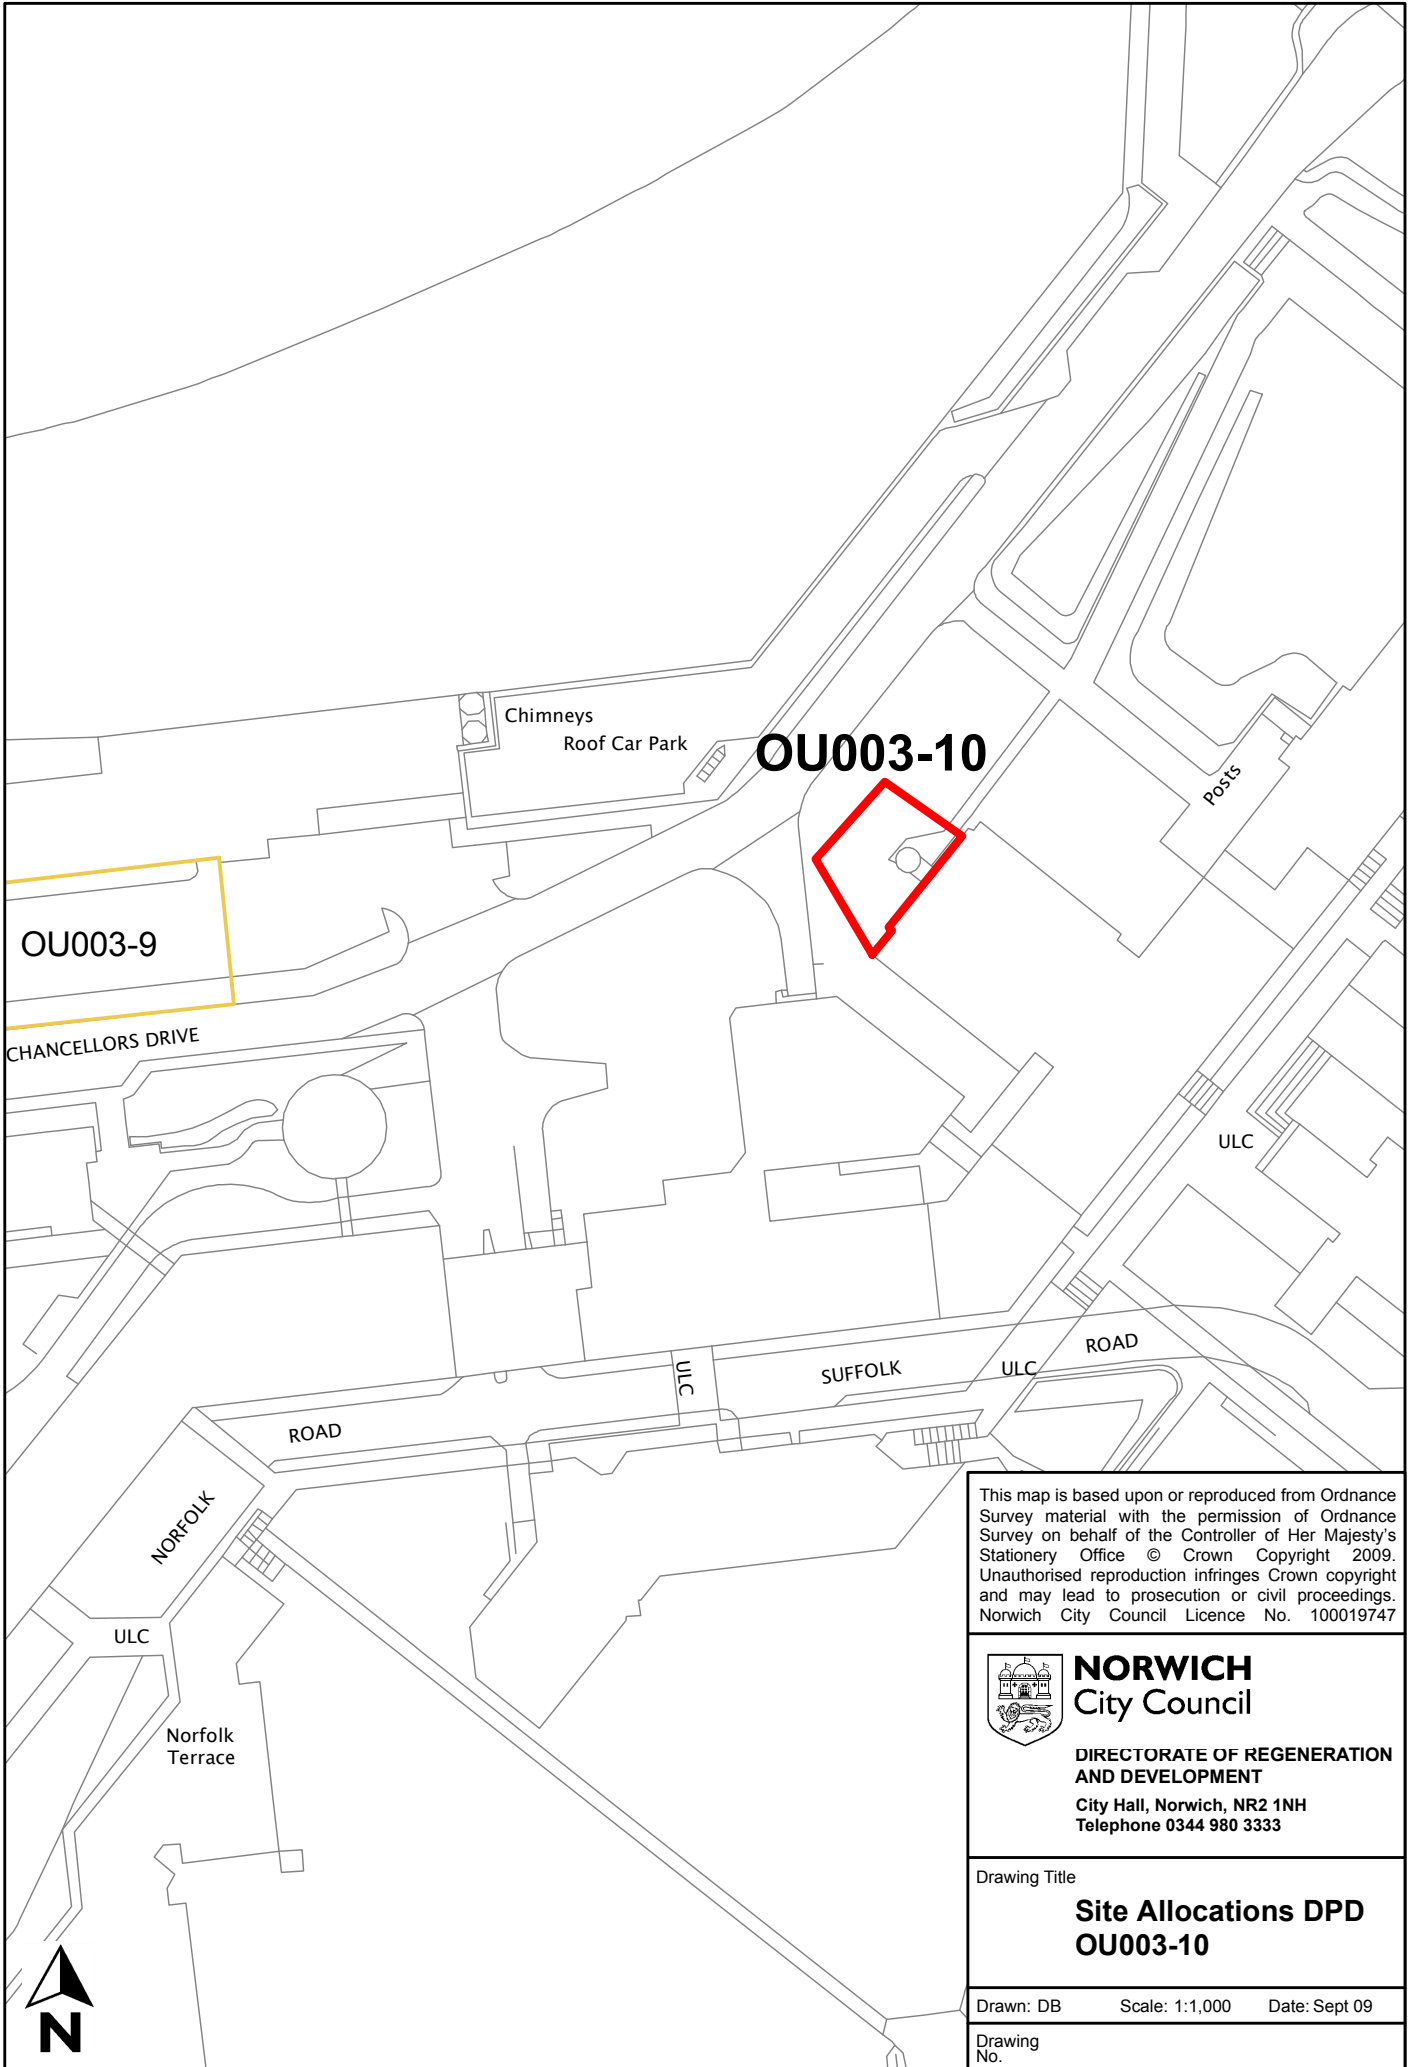 Chimneys
Roof Car Park
OU003-10
Posts
OU003-9
CHANCELLORS DRIVE
ULC
ROAD
SUFFOLK
ULC
ULC
ROAD
NORFOLK
ULC
Norfolk
Terrace
N
This map is based upon or reproduced from Ordnance
Survey material with the permission of Ordnance
Survey on behalf of the Controller of Her Majesty's
Stationery Office © Crown Copyright 2009.
Unauthorised reproduction infringes Crown copyright
and may lead to prosecution or civil proceedings.
Norwich City Council Licence No. 100019747
NORWICH
City Council
DIRECTORATE OF REGENERATION
AND DEVELOPMENT
City Hall, Norwich, NR2 1NH
Telephone 0344 980 3333
Drawing Title
Site Allocations DPD
OU003-10
Drawn: DB Scale: 1:1,000 Date: Sept 09
Drawing
No.